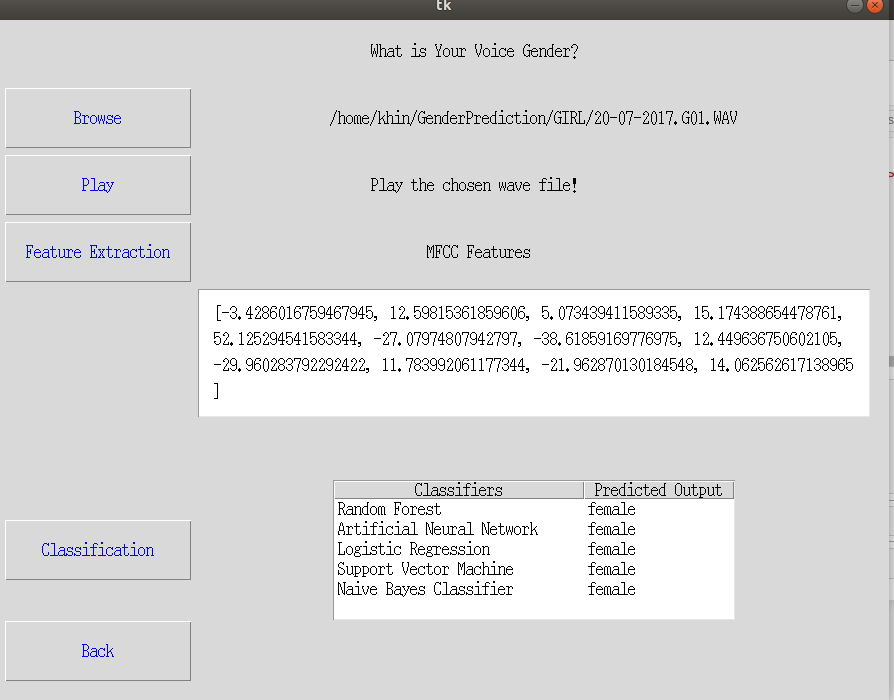 tk
What is Your Voice Gender?
Browse
/home/khin/GenderPrediction/GIRL/20-07-2017.G01.WAV
Play
Play the chosen wave file!
Feature Extraction
MFCC Features
[-3.4286016759467945, 12.59815361859606, 5.073439411589335, 15.174388654478761,
52.125294541583344, -27.07974807942797, -38.61859169776975, 12.449636750602105,
-29.960283792292422, 11.783992061177344, -21.962870130184548, 14.062562617138965
]
Classifiers Predicted Output
Random Forest female
Artificial Neural Network female
Logistic Regression female
Support Vector Machine female
Naive Bayes Classifier female
Classification
Back